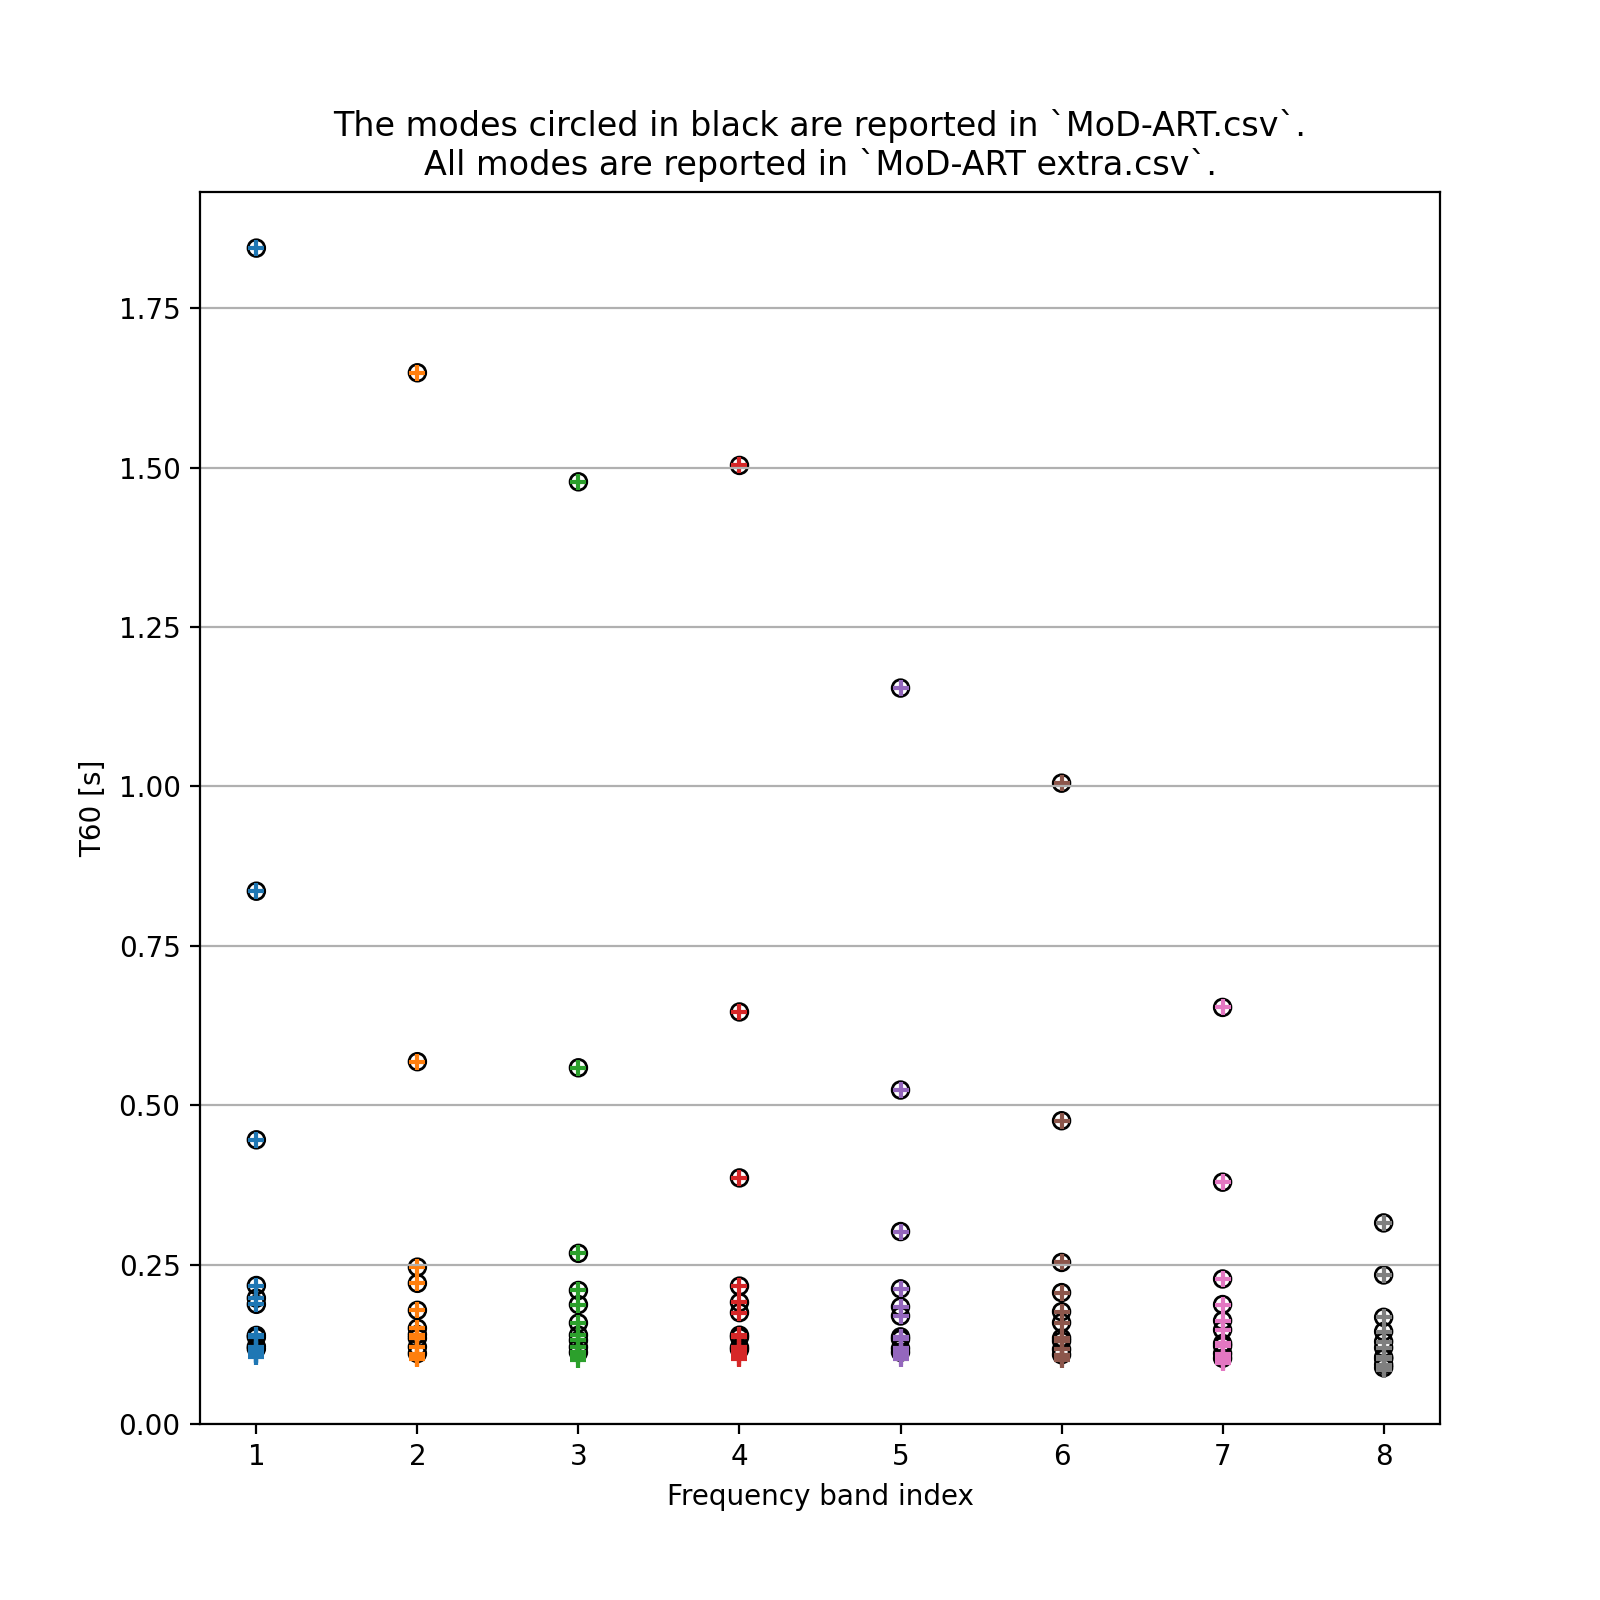 The modes circled in black are reported in `MoD-ART.csv`.
All modes are reported in `MoD-ART extra.csv`.
1.75
1.50
1.25
1.00
0.75
0.50
0.25
0.00
T60 [s]
1 2 3 4 5 6 7 8
Frequency band index